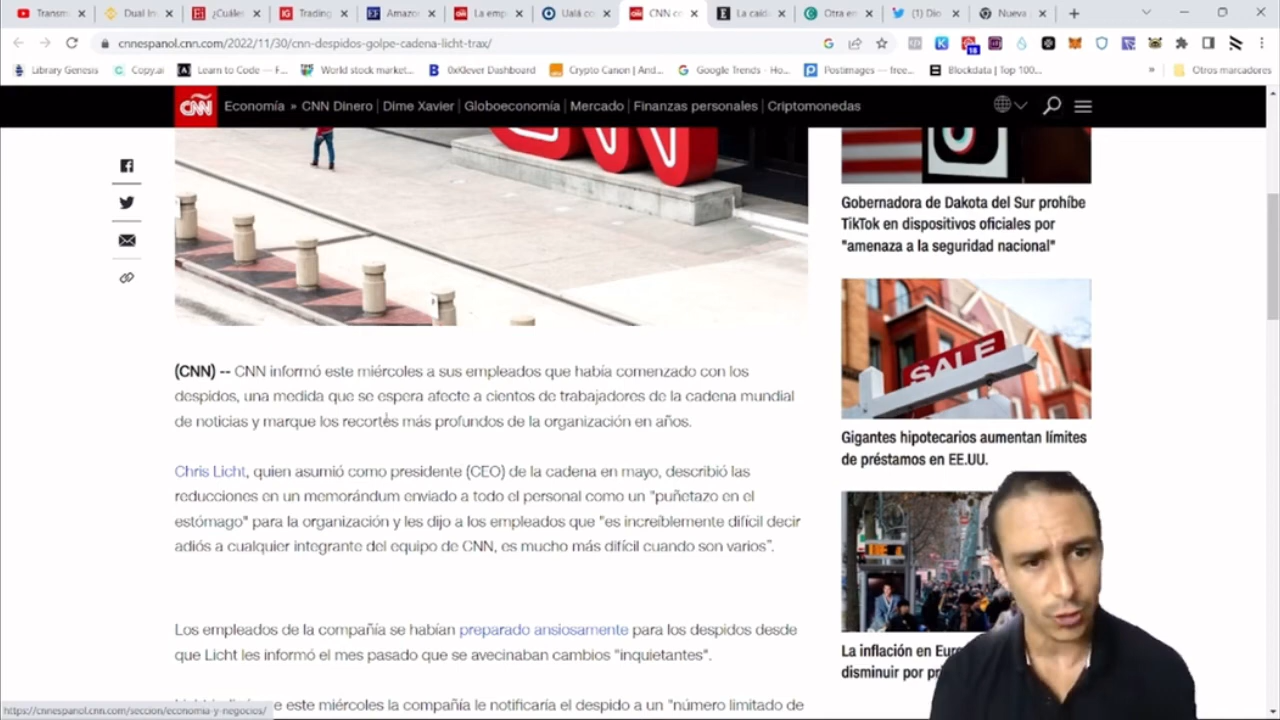 Transmi
Dual In
¿Cuáles
Trading
Amazo
La emp
Ualá co
CNN co
La caíd
Otra en
(1) Dio
Nueva
cnnespanol.cnn.com/2022/11/30/cnn-despidos-golpe-cadena-licht-trax/
Library Genesis
Copy.ai
Learn to Code — F...
World stock market...
0xKlever Dashboard
Crypto Canon | And...
Google Trends - Ho...
Postimages — free...
Blockdata | Top 100...
»
Otros marcadores
CNN
Economía » CNN Dinero | Dime Xavier | Globoeconomía | Mercado | Finanzas personales | Criptomonedas
Gobernadora de Dakota del Sur prohíbe
TikTok en dispositivos oficiales por
"amenaza a la seguridad nacional"
SALE
Gigantes hipotecarios aumentan límites
de préstamos en EE.UU.
(CNN) -- CNN informó este miércoles a sus empleados que había comenzado con los
despidos, una medida que se espera afecte a cientos de trabajadores de la cadena mundial
de noticias y marque los recortes más profundos de la organización en años.
Chris Licht, quien asumió como presidente (CEO) de la cadena en mayo, describió las
reducciones en un memorándum enviado a todo el personal como un "puñetazo en el
estómago" para la organización y les dijo a los empleados que "es increíblemente difícil decir
adiós a cualquier integrante del equipo de CNN, es mucho más difícil cuando son varios".
Los empleados de la compañía se habían preparado ansiosamente para los despidos desde
que Licht les informó el mes pasado que se avecinaban cambios "inquietantes".
este miércoles la compañía le notificaría el despido a un "número limitado de
La inflación en
disminuir por
https://cnnespanol.cnn.com/seccion/economia-y-negocios/